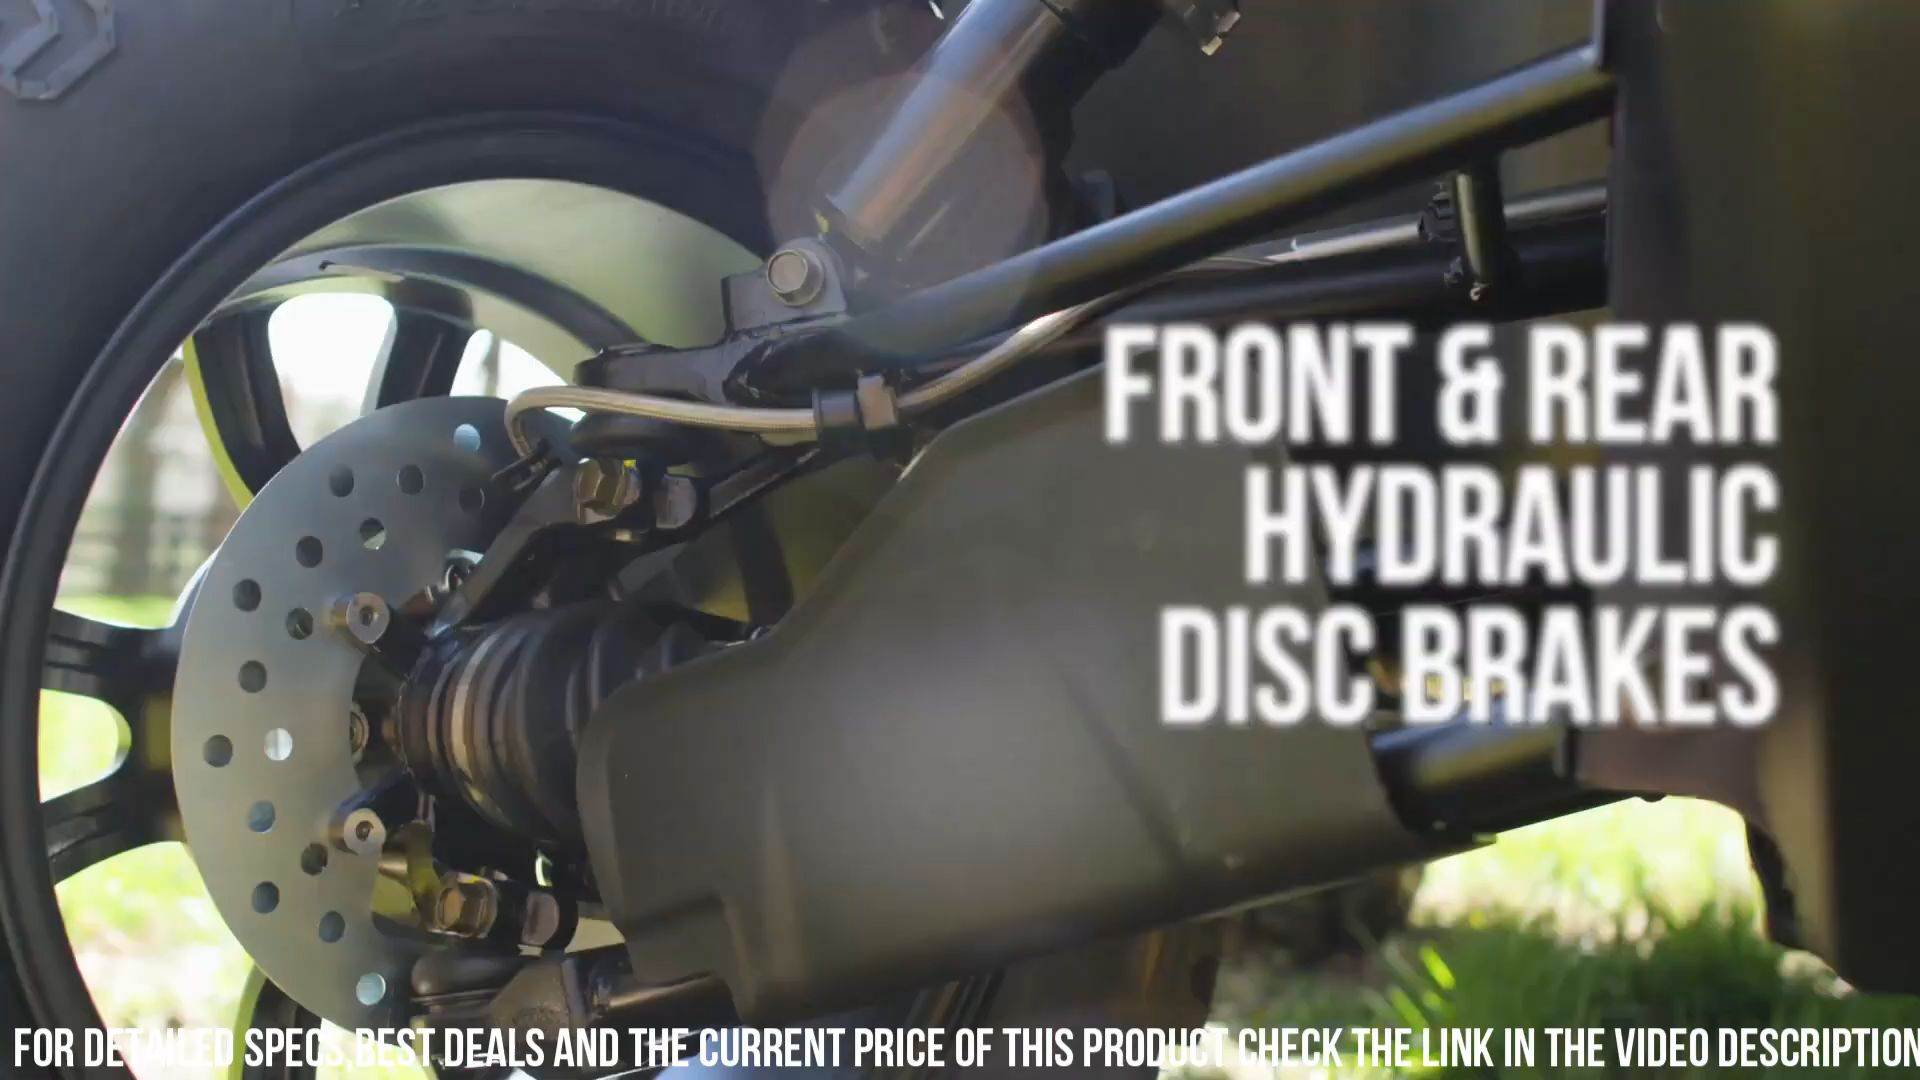 FRONT & REAR
HYDRAULIC
DISC BRAKES
FOR DETAILED SPECS,BEST DEALS AND THE CURRENT PRICE OF THIS PRODUCT CHECK THE LINK IN THE VIDEO DESCRIPTION